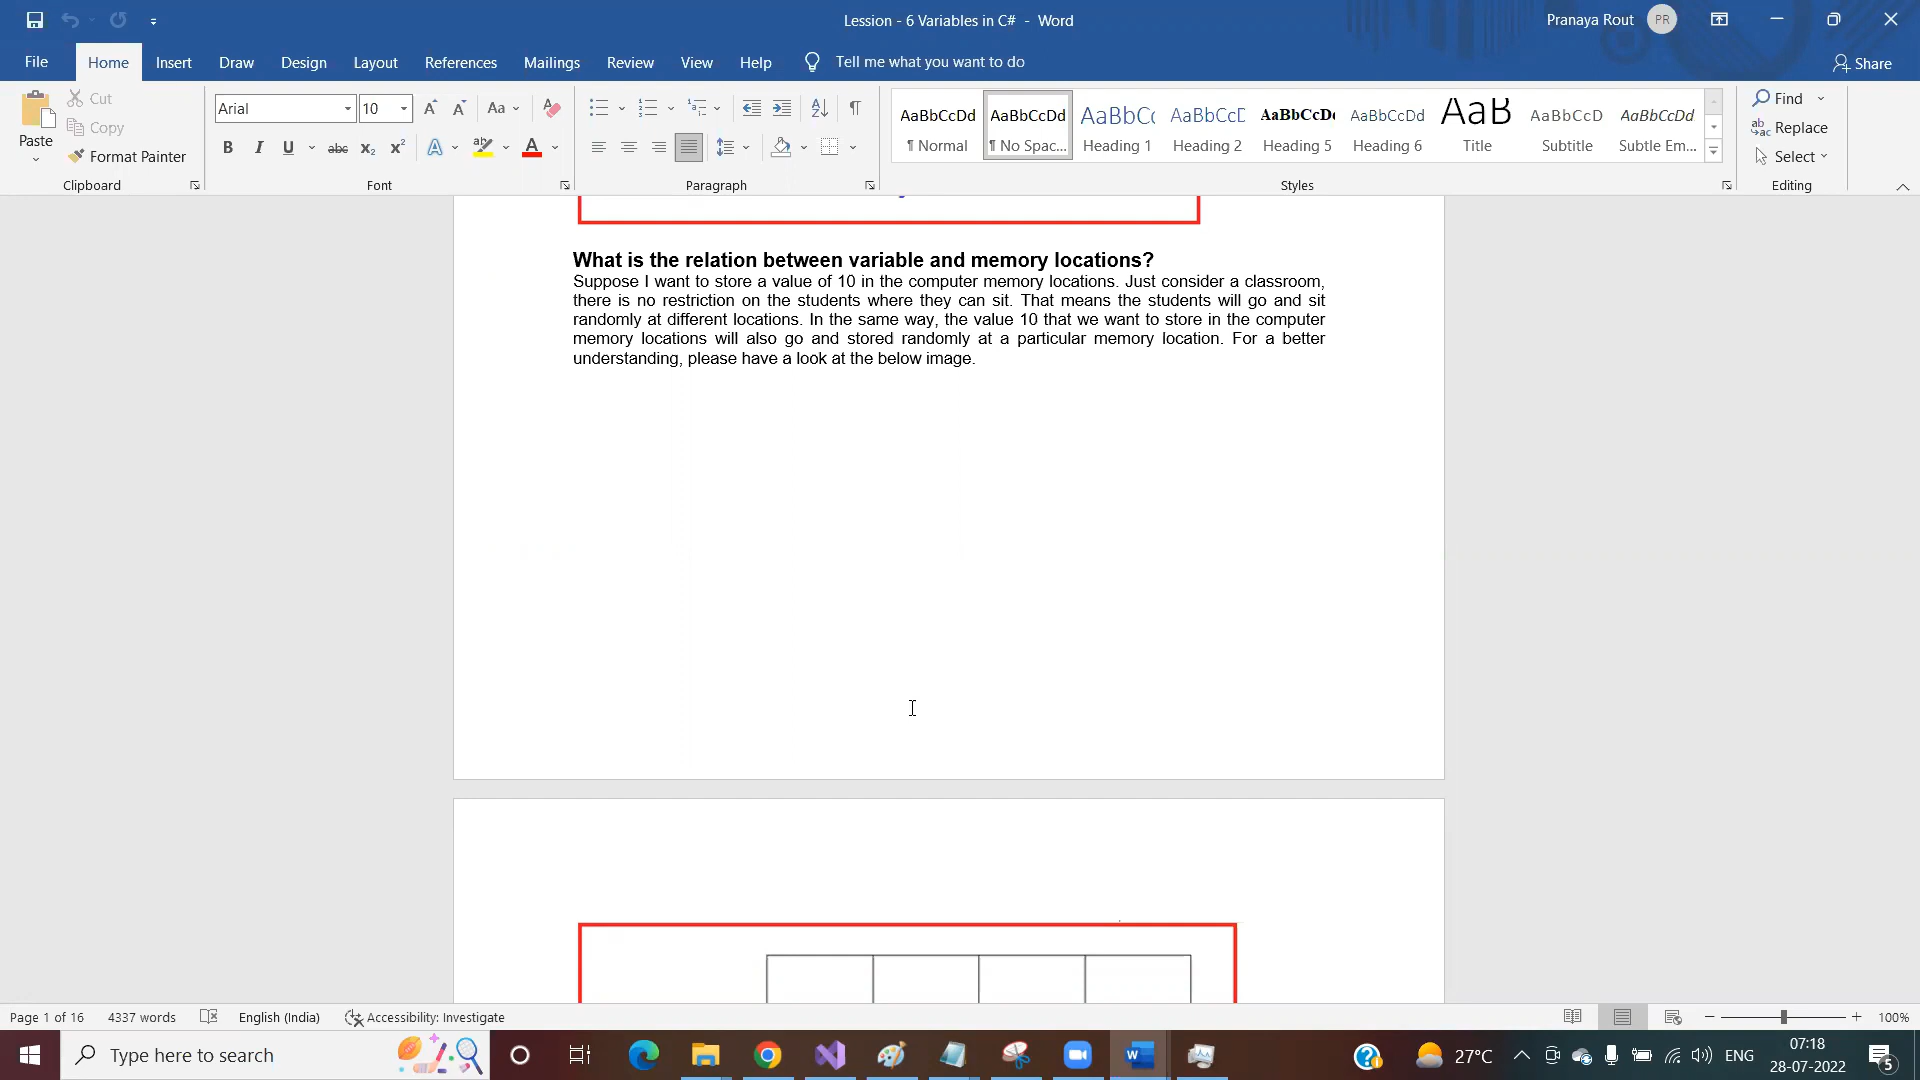 Lession - 6 Variables in C# - Word
Pranaya Rout
PR
File
Home
Insert
Draw
Design
Layout
References
Mailings
Review
View
Help
Tell me what you want to do
Share
Paste
Cut
Copy
Format Painter
Clipboard
Arial
10
Font
Paragraph
AaBbCcDd
¶ Normal
AaBbCcDd
¶ No Spac...
AaBbCc
Heading 1
AaBbCcD
Heading 2
AaBbCcDd
Heading 5
AaBbCcDd
Heading 6
AaB
Title
AaBbCcD
Subtitle
AaBbCcDd
Subtle Em...
Styles
Find
Replace
Select
Editing
What is the relation between variable and memory locations?
Suppose I want to store a value of 10 in the computer memory locations. Just consider a classroom,
there is no restriction on the students where they can sit. That means the students will go and sit
randomly at different locations. In the same way, the value 10 that we want to store in the computer
memory locations will also go and stored randomly at a particular memory location. For a better
understanding, please have a look at the below image.
Page 1 of 16
4337 words
English (India)
Accessibility: Investigate
100%
Type here to search
27°C
ENG
07:18
28-07-2022
5